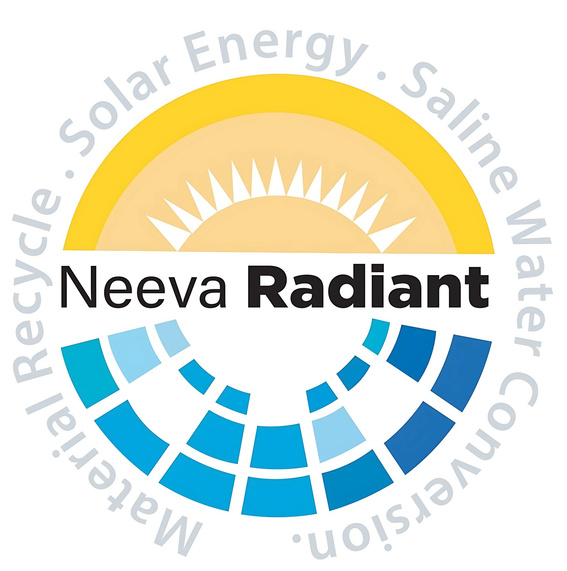 Material Recycle . Solar Energy . Saline Water Conversion.
Neeva Radiant